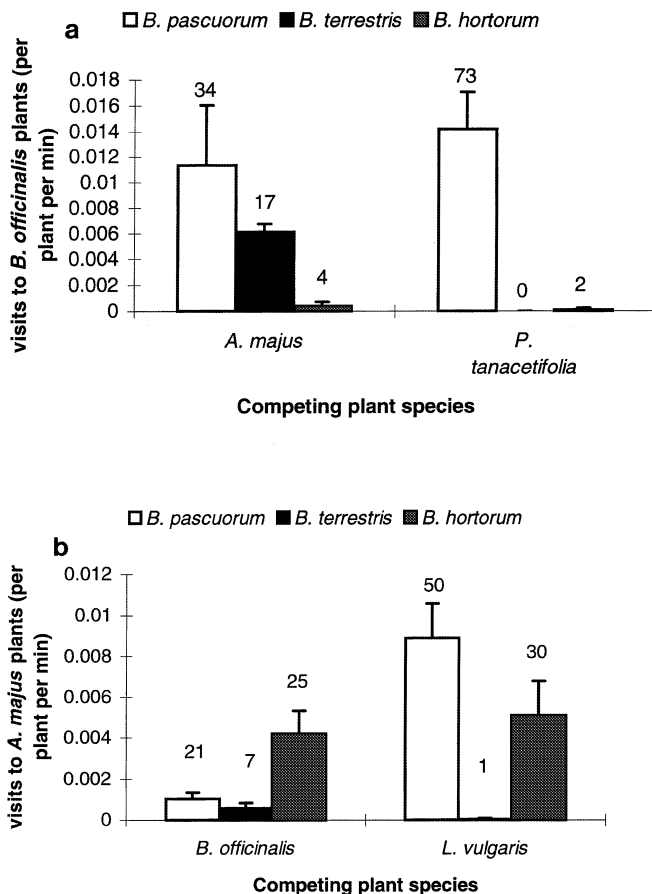 a
B. pascuorum B. terrestris B. hortorum
visits to B. officinalis plants (per
plant per min)
0.018
0.016
0.014
0.012
0.01
0.008
0.006
0.004
0.002
0
34
17
4
73
0
2
A. majus
P.
tanacetifolia
Competing plant species
B. pascuorum B. terrestris B. hortorum
b
visits to A. majus plants (per
plant per min)
0.012
0.01
0.008
0.006
0.004
0.002
0
21
7
25
50
1
30
B. officinalis
L. vulgaris
Competing plant species